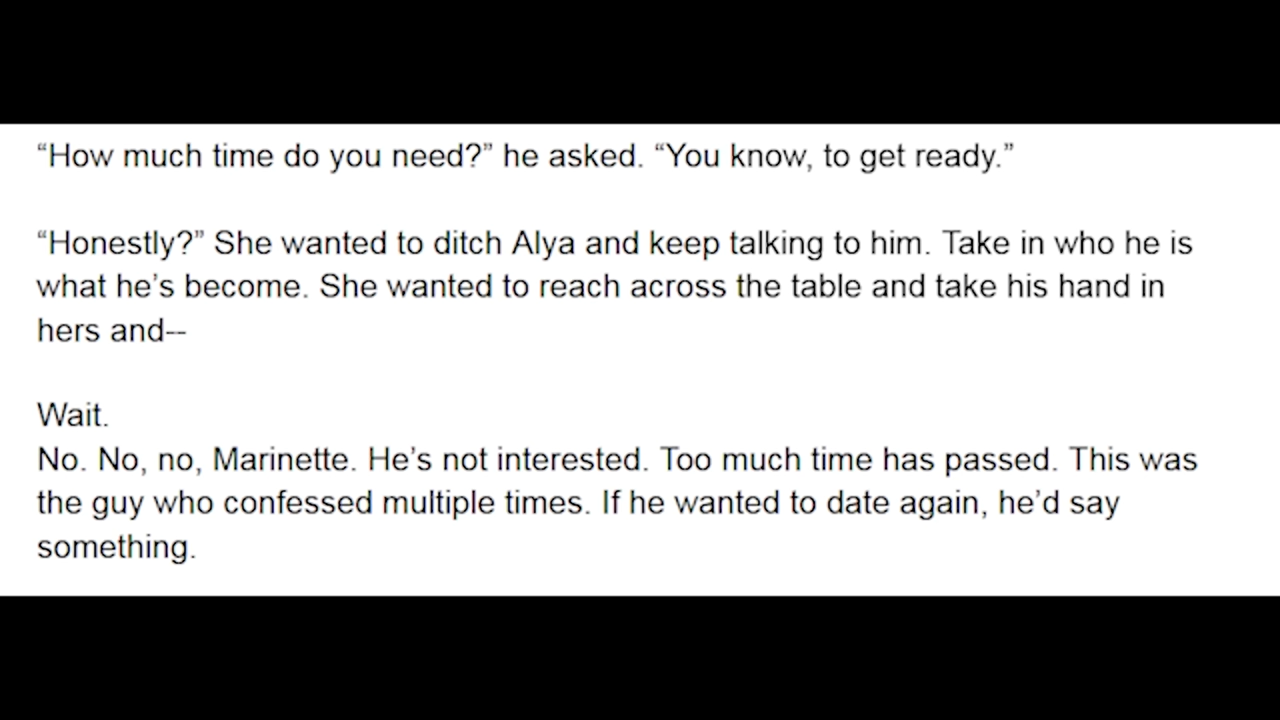 “How much time do you need?” he asked. “You know, to get ready.”
“Honestly?” She wanted to ditch Alya and keep talking to him. Take in who he is
what he’s become. She wanted to reach across the table and take his hand in
hers and--
Wait.
No. No, no, Marinette. He’s not interested. Too much time has passed. This was
the guy who confessed multiple times. If he wanted to date again, he’d say
something.